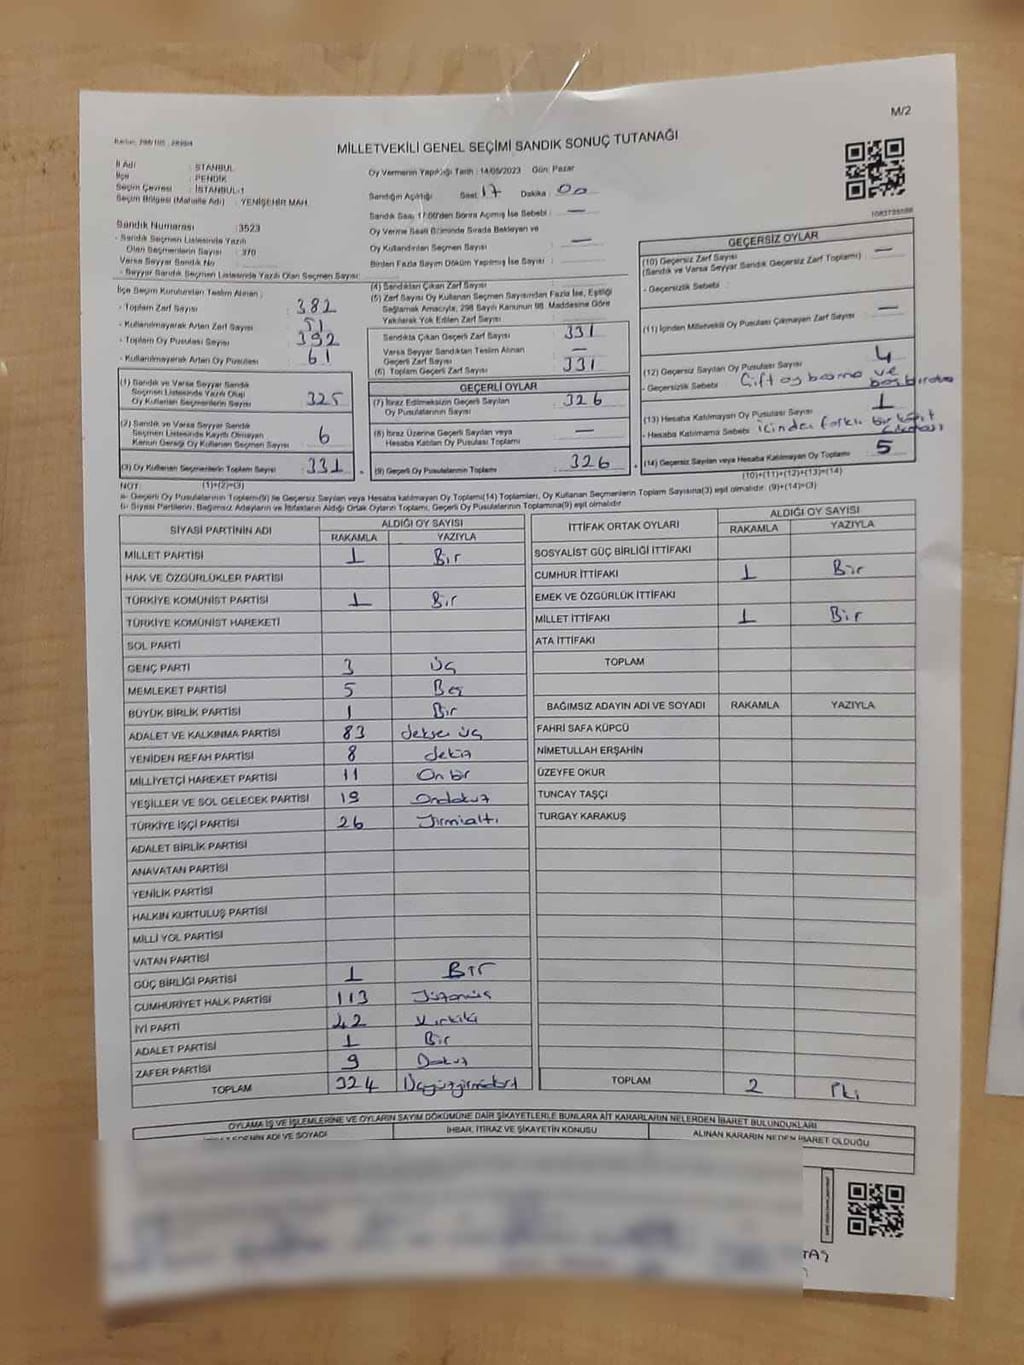 M/2
MİLLETVEKİLİ GENEL SEÇİMİ SANDIK SONUÇ TUTANAĞI
İl Adı : İSTANBUL
İlçe : PENDİK
Seçim Çevresi : İSTANBUL-1
Seçim Bölgesi (Mahalle Adı) : YENİŞEHİR MAH.
Oy Vermenin Yapıldığı Tarih : 14/05/2023 Gün: Pazar
Sandığın Açıldığı Saat 17 Dakika : 00
Sandık Saat 17:00'den Sonra Açılmış İse Sebebi : —
Oy Verme Saati Bitiminde Sırada Bekleyen ve
Oy Kullandırılan Seçmen Sayısı —
Birden Fazla Sayım Döküm Yapılmış İse Sayısı :
Sandık Numarası :3523
- Sandık Seçmen Listesinde Yazılı
Olan Seçmenlerin Sayısı : 370
Varsa Seyyar Sandık No
- Seyyar Sandık Seçmen Listesinde Yazılı Olan Seçmen Sayısı:
İlçe Seçim Kurulundan Teslim Alınan :
- Toplam Zarf Sayısı : 382
- Kullanılmayarak Artan Zarf Sayısı : 51
- Toplam Oy Pusulası Sayısı : 392
- Kullanılmayarak Artan Oy Pusulası : 61
(1) Sandık ve Varsa Seyyar Sandık
Seçmen Listesinde Yazılı Olup
Oy Kullanan Seçmenlerin Sayısı : 325
(2) Sandık ve Varsa Seyyar Sandık
Seçmen Listesinde Kayıtlı Olmayan
Kanun Gereği Oy Kullanan Seçmen Sayısı : 6
(3) Oy Kullanan Seçmenlerin Toplam Sayısı : 331
(1)+(2)=(3)
(4) Sandıktan Çıkan Zarf Sayısı
(5) Zarf Sayısı Oy Kullanan Seçmen Sayısından Fazla İse, Eşitliği
Sağlamak Amacıyla, 298 Sayılı Kanunun 98. Maddesine Göre
Yakılarak Yok Edilen Zarf Sayısı
Sandıkta Çıkan Geçerli Zarf Sayısı : 331
Varsa Seyyar Sandıktan Teslim Alınan
Geçerli Zarf Sayısı —
(6) Toplam Geçerli Zarf Sayısı : 331
GEÇERLİ OYLAR
(7) İtiraz Edilmeksizin Geçerli Sayılan
Oy Pusulalarının Sayısı : 326
(8) İtiraz Üzerine Geçerli Sayılan veya
Hesaba Katılan Oy Pusulası Toplamı : —
(9) Geçerli Oy Pusulalarının Toplamı : 326
GEÇERSİZ OYLAR
(10) Geçersiz Zarf Sayısı
(Sandık ve Varsa Seyyar Sandık Geçersiz Zarf Toplamı) : —
- Geçersizlik Sebebi :
(11) İçinden Milletvekili Oy Pusulası Çıkmayan Zarf Sayısı : —
(12) Geçersiz Sayılan Oy Pusulası Sayısı : 4
- Geçersizlik Sebebi : Çift oy basma ve boş bırakma
(13) Hesaba Katılmayan Oy Pusulası Sayısı : 1
- Hesaba Katılmama Sebebi : içinden farklı bir kağıt çıkması
(14) Geçersiz Sayılan veya Hesaba Katılmayan Oy Toplamı : 5
(10)+(11)+(12)+(13)=(14)
NOT:
a- Geçerli Oy Pusulalarının Toplamı(9) ile Geçersiz Sayılan veya Hesaba katılmayan Oy Toplamı(14) Toplamları, Oy Kullanan Seçmenlerin Toplam Sayısına(3) eşit olmalıdır. (9)+(14)=(3)
b- Siyasi Partilerin, Bağımsız Adayların ve İttifakların Aldığı Ortak Oyların Toplamı, Geçerli Oy Pusulalarının Toplamına(9) eşit olmalıdır.
SİYASİ PARTİNİN ADI ALDIĞI OY SAYISI
RAKAMLA YAZIYLA
MİLLET PARTİSİ 1 Bir
HAK VE ÖZGÜRLÜKLER PARTİSİ
TÜRKİYE KOMÜNİST PARTİSİ 1 Bir
TÜRKİYE KOMÜNİST HAREKETİ
SOL PARTİ
GENÇ PARTİ 3 üç
MEMLEKET PARTİSİ 5 Beş
BÜYÜK BİRLİK PARTİSİ 1 Bir
ADALET VE KALKINMA PARTİSİ 83 seksen üç
YENİDEN REFAH PARTİSİ 8 sekiz
MİLLİYETÇİ HAREKET PARTİSİ 11 On bir
YEŞİLLER VE SOL GELECEK PARTİSİ 19 Ondokuz
TÜRKİYE İŞÇİ PARTİSİ 26 Yirmialtı
ADALET BİRLİK PARTİSİ
ANAVATAN PARTİSİ
YENİLİK PARTİSİ
HALKIN KURTULUŞ PARTİSİ
MİLLİ YOL PARTİSİ
VATAN PARTİSİ
GÜÇ BİRLİĞİ PARTİSİ 1 Bir
CUMHURİYET HALK PARTİSİ 113 Yüzonüç
İYİ PARTİ 42 Kırkiki
ADALET PARTİSİ 1 Bir
ZAFER PARTİSİ 9 Dokuz
TOPLAM 324 Üçyüzyirmidört
İTTİFAK ORTAK OYLARI ALDIĞI OY SAYISI
RAKAMLA YAZIYLA
SOSYALİST GÜÇ BİRLİĞİ İTTİFAKI
CUMHUR İTTİFAKI 1 Bir
EMEK VE ÖZGÜRLÜK İTTİFAKI
MİLLET İTTİFAKI 1 Bir
ATA İTTİFAKI
TOPLAM
BAĞIMSIZ ADAYIN ADI VE SOYADI RAKAMLA YAZIYLA
FAHRİ SAFA KÜPCÜ
NİMETULLAH ERŞAHİN
ÜZEYFE OKUR
TUNCAY TAŞÇI
TURGAY KARAKUŞ
TOPLAM 2 İki
OYLAMA İŞ VE İŞLEMLERİNE VE OYLARIN SAYIM DÖKÜMÜNE DAİR ŞİKAYETLERLE BUNLARA AİT KARARLARIN NELERDEN İBARET BULUNDUKLARI
ADI VE SOYADI İHBAR, İTİRAZ VE ŞİKAYETİN KONUSU ALINAN KARARIN NEDEN İBARET OLDUĞU
TAŞ